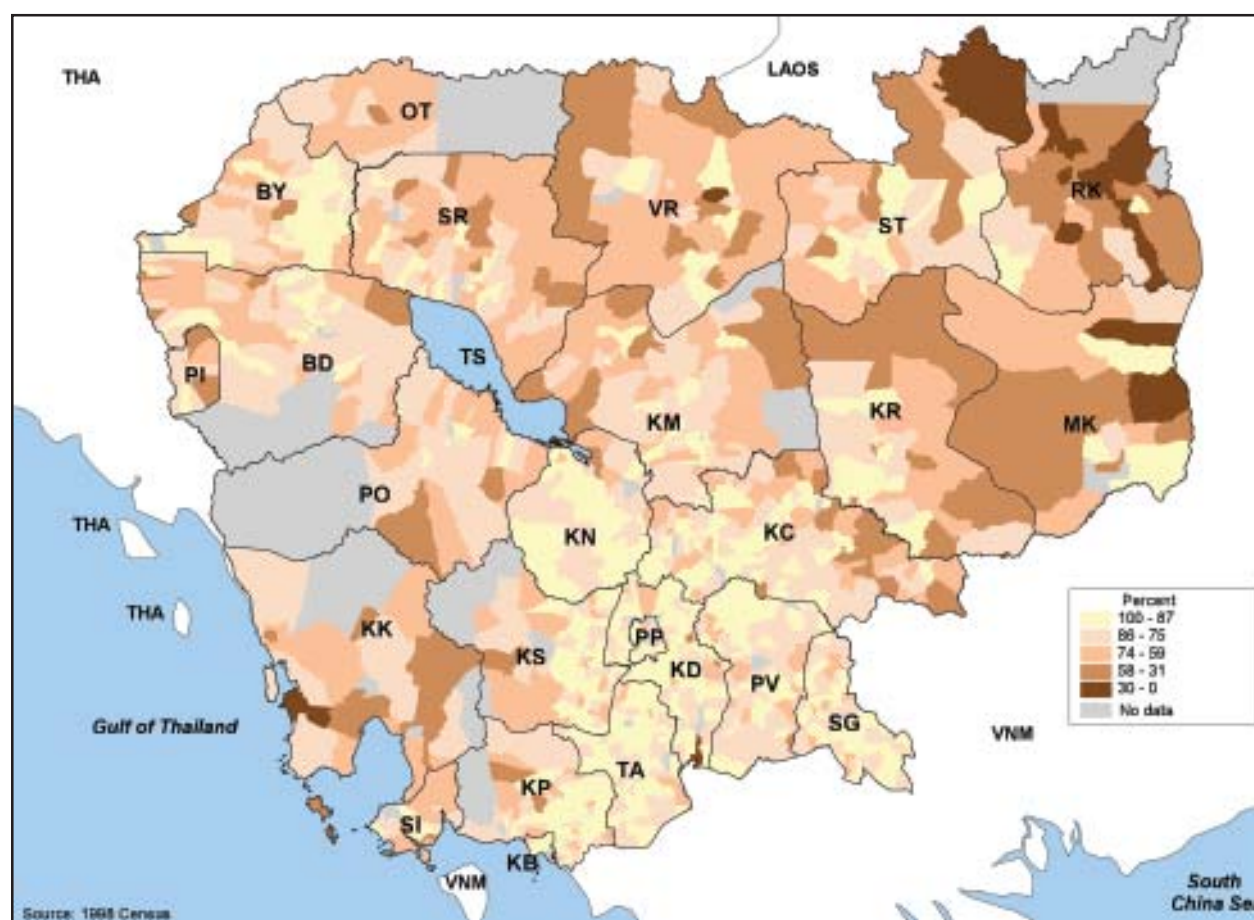 THA
LAOS
OT
BY
SR
VR
ST
RK
TS
BD
PI
KM
KR
MK
PO
THA
KN
KC
THA
KK
KS
PP
KD
PV
SG
Gulf of Thailand
VNM
TA
KP
SI
KB
VNM
South
China Se
Percent
100 - 87
86 - 75
74 - 59
58 - 31
30 - 0
No data
Source: 1998 Census